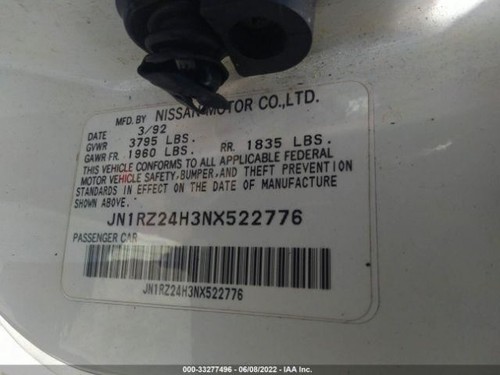 MFD. BY NISSAN MOTOR CO., LTD.
DATE 3/92
GVWR 3795 LBS.
GAWR FR. 1960 LBS. RR. 1835 LBS.
THIS VEHICLE CONFORMS TO ALL APPLICABLE FEDERAL
MOTOR VEHICLE SAFETY, BUMPER, AND THEFT PREVENTION
STANDARDS IN EFFECT ON THE DATE OF MANUFACTURE
SHOWN ABOVE.
JN1RZ24H3NX522776
PASSENGER CAR
JN1RZ24H3NX522776
000-33277496 - 06/08/2022 - IAA Inc.